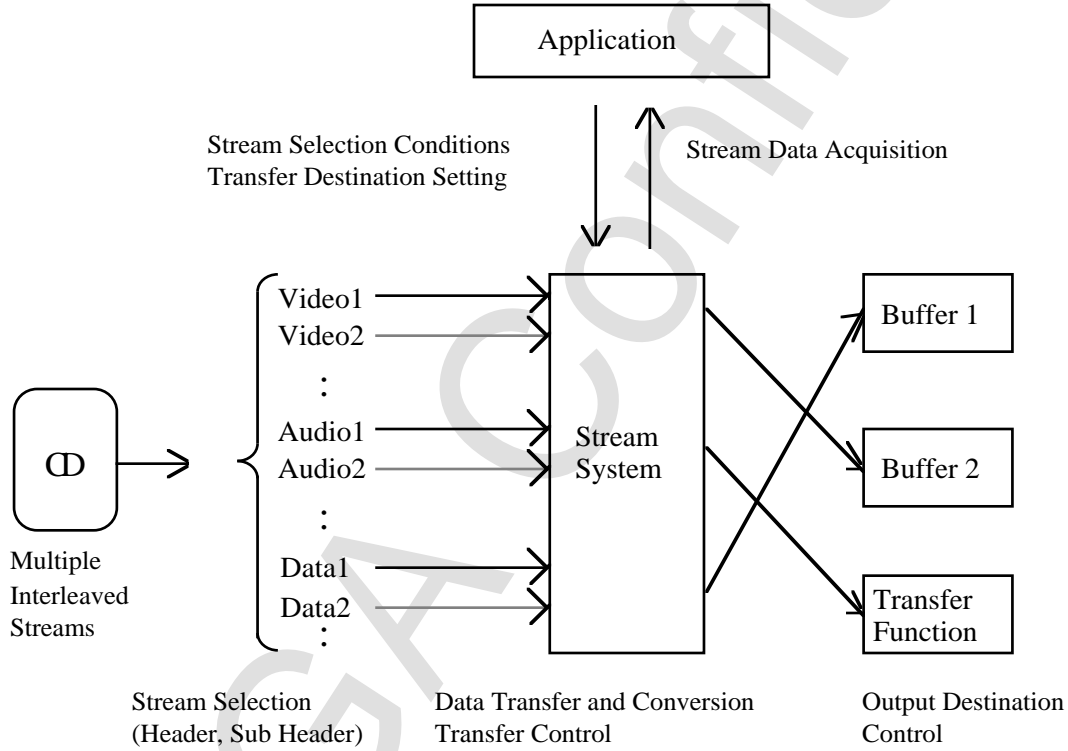 Application
Stream Selection Conditions
Transfer Destination Setting
Stream Data Acquisition
Video1
Video2
:
Audio1
Audio2
:
Data1
Data2
:
CD
Multiple
Interleaved
Streams
Stream
System
Buffer 1
Buffer 2
Transfer
Function
Stream Selection
(Header, Sub Header)
Data Transfer and Conversion
Transfer Control
Output Destination
Control
GA Confi